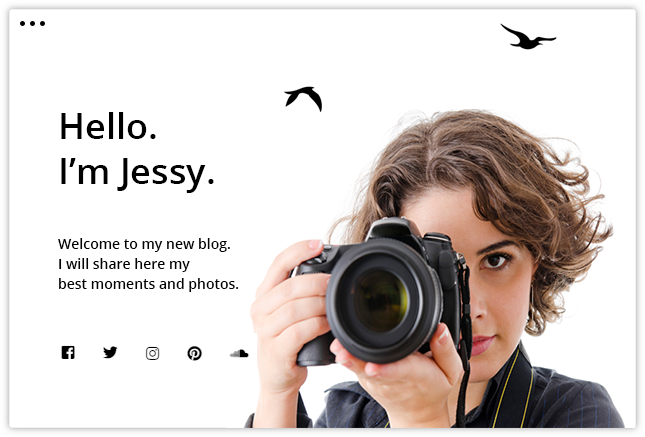 Hello.
I’m Jessy.
Welcome to my new blog.
I will share here my
best moments and photos.